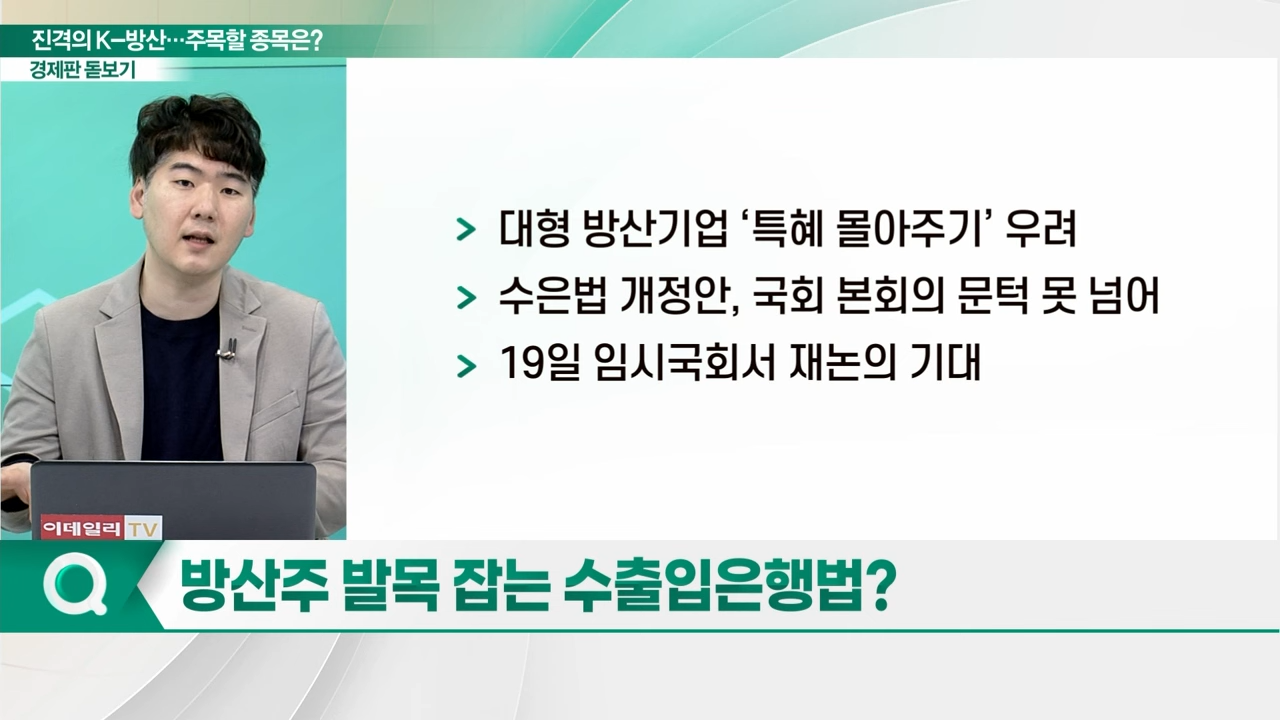 진격의 K-방산…주목할 종목은?
경제판 돋보기
> 대형 방산기업 ‘특혜 몰아주기’ 우려
> 수은법 개정안, 국회 본회의 문턱 못 넘어
> 19일 임시국회서 재논의 기대
이데일리 TV
방산주 발목 잡는 수출입은행법?